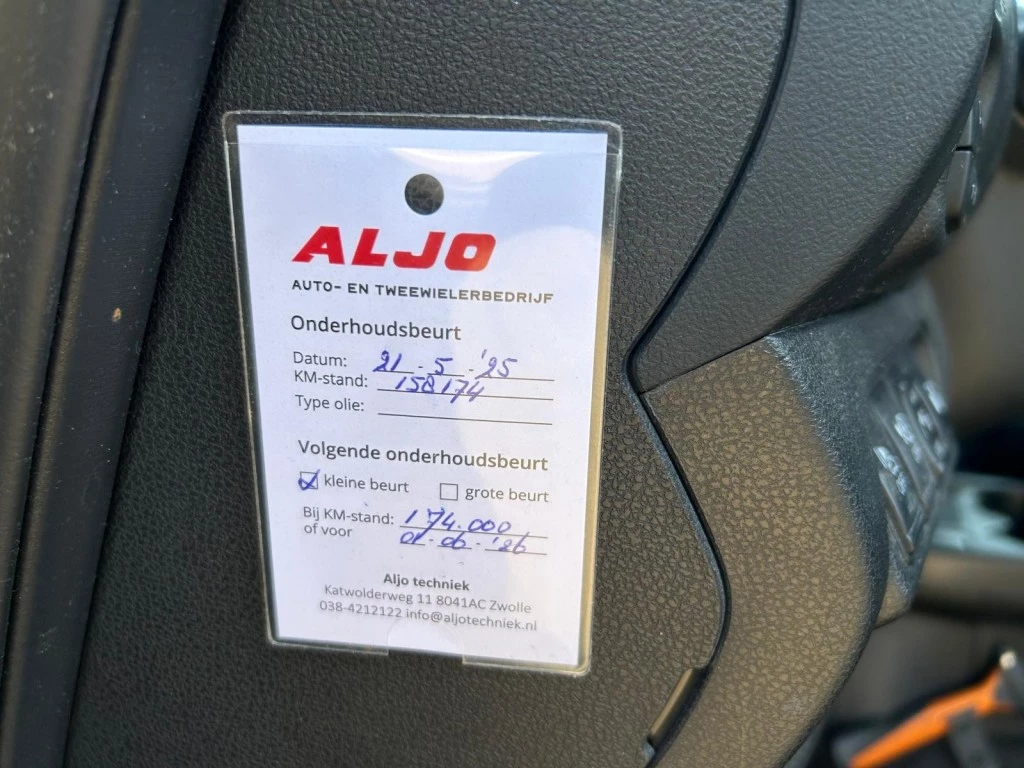 ALJO
AUTO- EN TWEEWIELERBEDRIJF
Onderhoudsbeurt
Datum: 21-5-'25
KM-stand: 158174
Type olie:
Volgende onderhoudsbeurt
kleine beurt grote beurt
Bij KM-stand: 174.000
of voor 01-06-'26
Aljo techniek
Katwolderweg 11 8041AC Zwolle
038-4212122 info@aljotechniek.nl